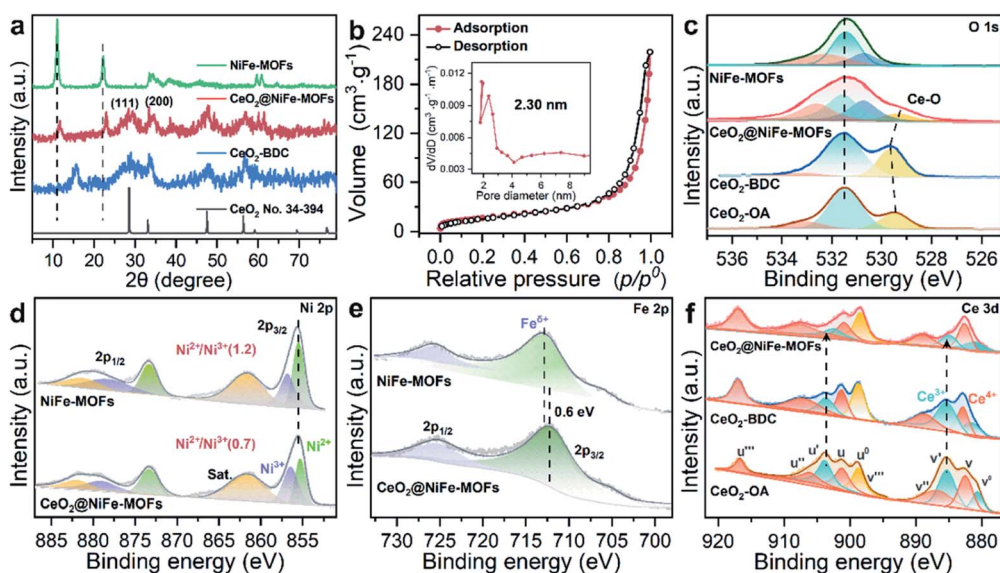 a
Intensity (a.u.)
NiFe-MOFs
(111) (200)
CeO₂@NiFe-MOFs
CeO₂-BDC
CeO₂ No. 34-394
10 20 30 40 50 60 70
2θ (degree)
b
Volume (cm³·g⁻¹)
240
180
120
60
0
Adsorption
Desorption
dV/dD (cm³·g⁻¹·nm⁻¹)
0.012
0.009
0.006
0.003
2.30 nm
2 4 6 8
Pore diameter (nm)
0.0 0.2 0.4 0.6 0.8 1.0
Relative pressure (p/p⁰)
c
O 1s
Intensity (a.u.)
NiFe-MOFs
Ce-O
CeO₂@NiFe-MOFs
CeO₂-BDC
CeO₂-OA
536 534 532 530 528 526
Binding energy (eV)
d
Ni 2p
Intensity (a.u.)
2p₃/₂
2p₁/₂
Ni²⁺/Ni³⁺(1.2)
NiFe-MOFs
Ni²⁺/Ni³⁺(0.7)
Sat.
Ni³⁺
Ni²⁺
CeO₂@NiFe-MOFs
885 880 875 870 865 860 855
Binding energy (eV)
e
Fe 2p
Intensity (a.u.)
Feᵟ⁺
NiFe-MOFs
0.6 eV
2p₁/₂
2p₃/₂
CeO₂@NiFe-MOFs
730 725 720 715 710 705 700
Binding energy (eV)
f
Ce 3d
Intensity (a.u.)
CeO₂@NiFe-MOFs
Ce³⁺
Ce⁴⁺
CeO₂-BDC
u''' u'' u' u u⁰ v''' v'' v' v v⁰
CeO₂-OA
920 910 900 890 880
Binding energy (eV)